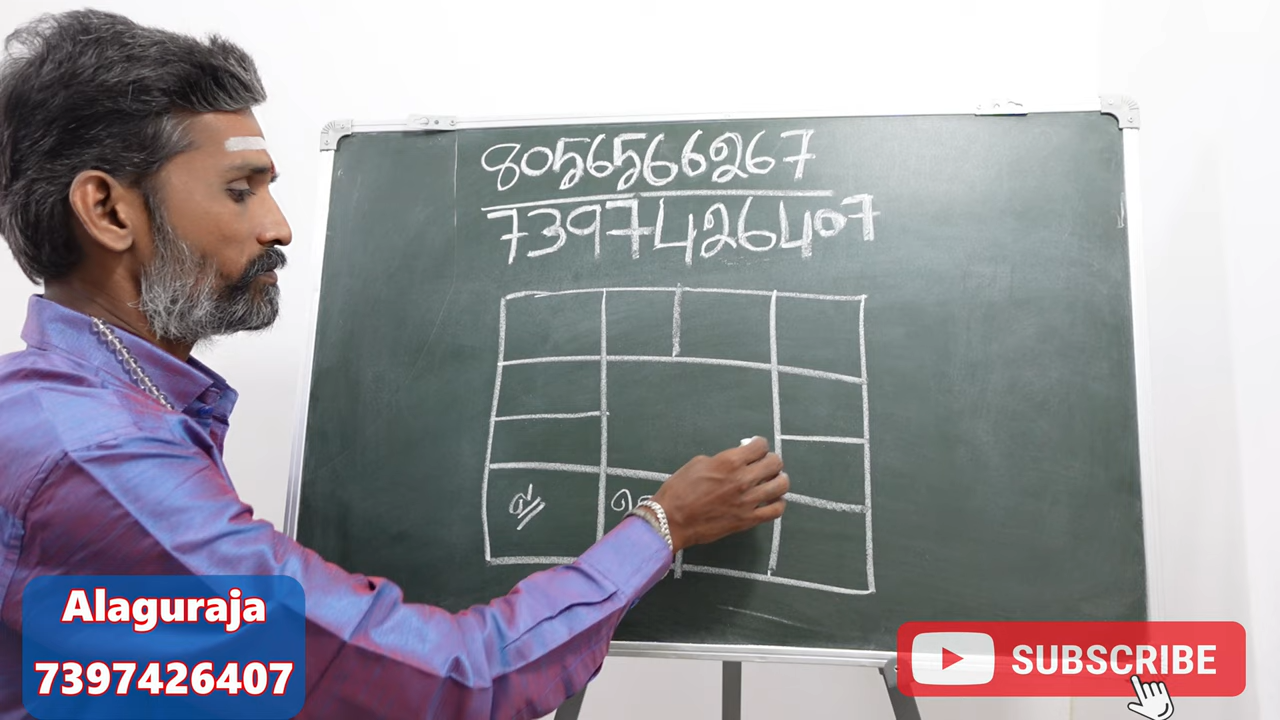 8056566267
7397426407
ல
Alaguraja
7397426407
SUBSCRIBE